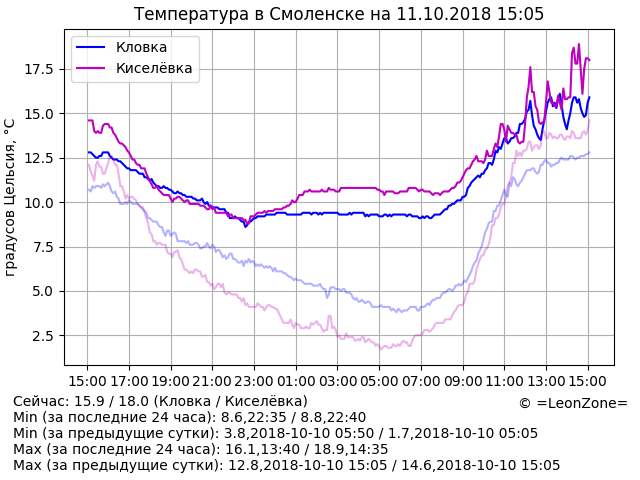 Температура в Смоленске на 11.10.2018 15:05
Кловка
Киселёвка
градусов Цельсия, °C
17.5
15.0
12.5
10.0
7.5
5.0
2.5
15:00 17:00 19:00 21:00 23:00 01:00 03:00 05:00 07:00 09:00 11:00 13:00 15:00
Сейчас: 15.9 / 18.0 (Кловка / Киселёвка)
© =LeonZone=
Min (за последние 24 часа): 8.6,22:35 / 8.8,22:40
Min (за предыдущие сутки): 3.8,2018-10-10 05:50 / 1.7,2018-10-10 05:05
Max (за последние 24 часа): 16.1,13:40 / 18.9,14:35
Max (за предыдущие сутки): 12.8,2018-10-10 15:05 / 14.6,2018-10-10 15:05